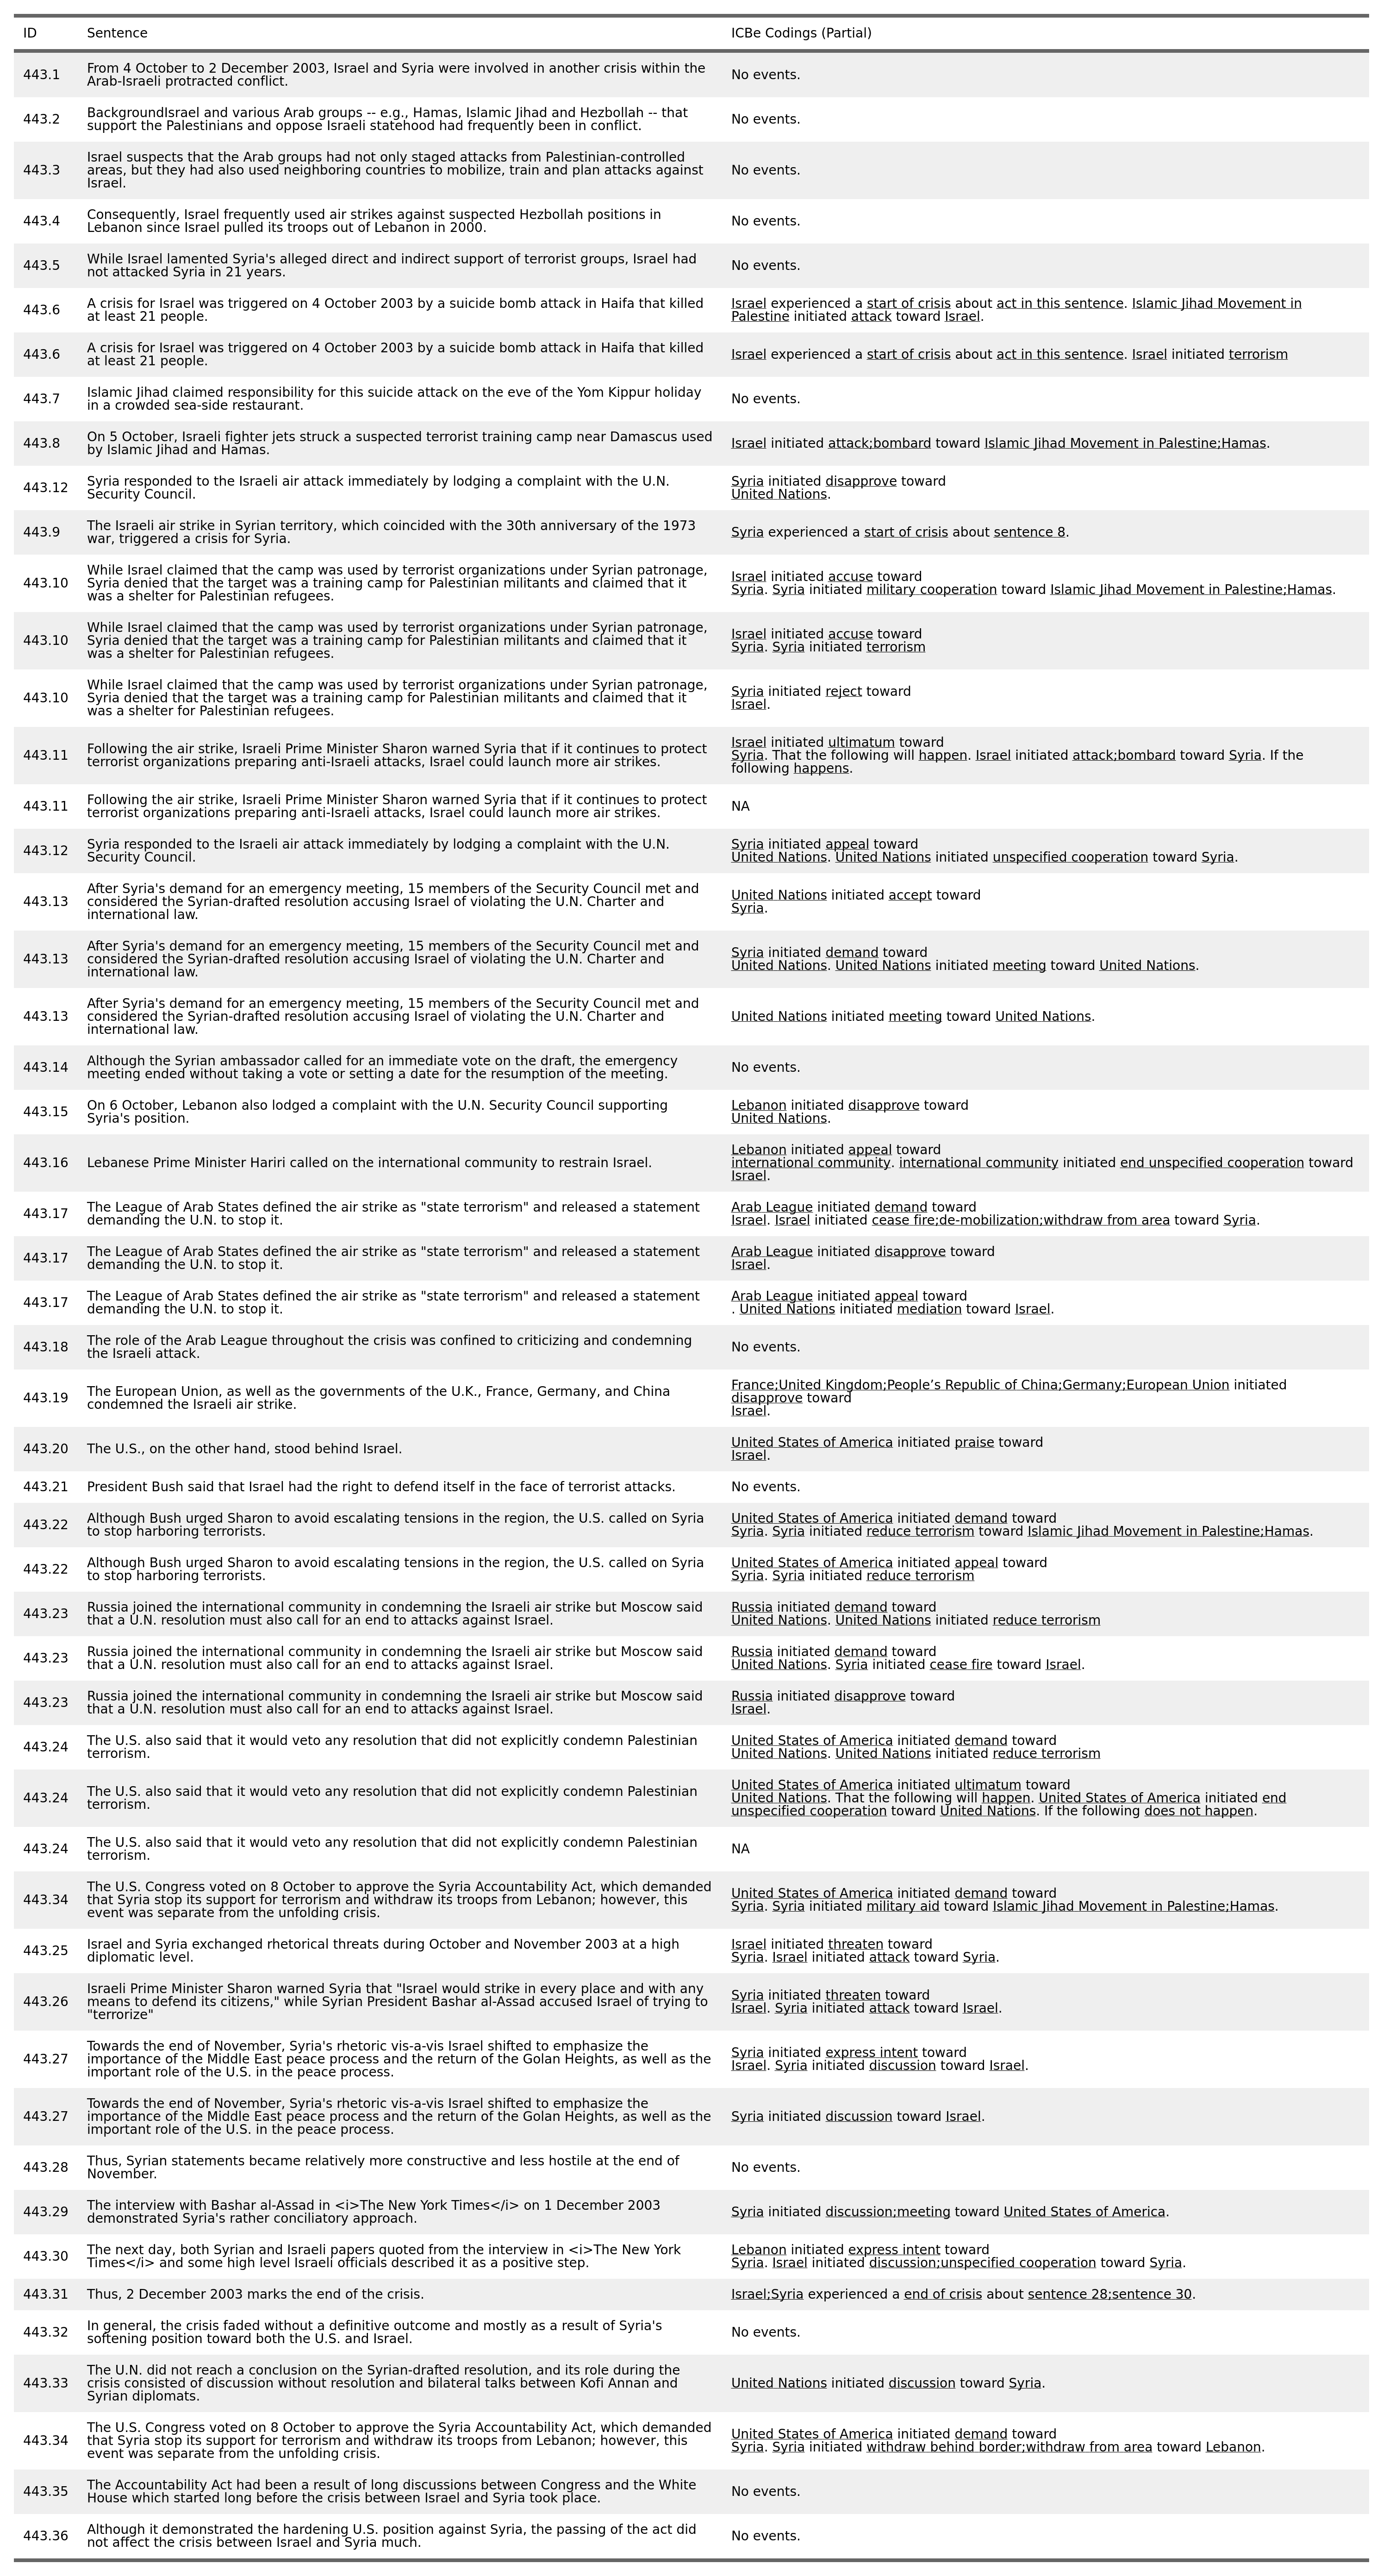 ID Sentence ICBe Codings (Partial)
443.1 From 4 October to 2 December 2003, Israel and Syria were involved in another crisis within the
Arab-Israeli protracted conflict.
No events.
443.2 BackgroundIsrael and various Arab groups -- e.g., Hamas, Islamic Jihad and Hezbollah -- that
support the Palestinians and oppose Israeli statehood had frequently been in conflict.
No events.
443.3 Israel suspects that the Arab groups had not only staged attacks from Palestinian-controlled
areas, but they had also used neighboring countries to mobilize, train and plan attacks against
Israel.
No events.
443.4 Consequently, Israel frequently used air strikes against suspected Hezbollah positions in
Lebanon since Israel pulled its troops out of Lebanon in 2000.
No events.
443.5 While Israel lamented Syria's alleged direct and indirect support of terrorist groups, Israel had
not attacked Syria in 21 years.
No events.
443.6 A crisis for Israel was triggered on 4 October 2003 by a suicide bomb attack in Haifa that killed
at least 21 people.
Israel experienced a start of crisis about act in this sentence. Islamic Jihad Movement in
Palestine initiated attack toward Israel.
443.6 A crisis for Israel was triggered on 4 October 2003 by a suicide bomb attack in Haifa that killed
at least 21 people.
Israel experienced a start of crisis about act in this sentence. Israel initiated terrorism
443.7 Islamic Jihad claimed responsibility for this suicide attack on the eve of the Yom Kippur holiday
in a crowded sea-side restaurant.
No events.
443.8 On 5 October, Israeli fighter jets struck a suspected terrorist training camp near Damascus used
by Islamic Jihad and Hamas.
Israel initiated attack;bombard toward Islamic Jihad Movement in Palestine;Hamas.
443.12 Syria responded to the Israeli air attack immediately by lodging a complaint with the U.N.
Security Council.
Syria initiated disapprove toward
United Nations.
443.9 The Israeli air strike in Syrian territory, which coincided with the 30th anniversary of the 1973
war, triggered a crisis for Syria.
Syria experienced a start of crisis about sentence 8.
443.10 While Israel claimed that the camp was used by terrorist organizations under Syrian patronage,
Syria denied that the target was a training camp for Palestinian militants and claimed that it
was a shelter for Palestinian refugees.
Israel initiated accuse toward
Syria. Syria initiated military cooperation toward Islamic Jihad Movement in Palestine;Hamas.
443.10 While Israel claimed that the camp was used by terrorist organizations under Syrian patronage,
Syria denied that the target was a training camp for Palestinian militants and claimed that it
was a shelter for Palestinian refugees.
Israel initiated accuse toward
Syria. Syria initiated terrorism
443.10 While Israel claimed that the camp was used by terrorist organizations under Syrian patronage,
Syria denied that the target was a training camp for Palestinian militants and claimed that it
was a shelter for Palestinian refugees.
Syria initiated reject toward
Israel.
443.11 Following the air strike, Israeli Prime Minister Sharon warned Syria that if it continues to protect
terrorist organizations preparing anti-Israeli attacks, Israel could launch more air strikes.
Israel initiated ultimatum toward
Syria. That the following will happen. Israel initiated attack;bombard toward Syria. If the
following happens.
443.11 Following the air strike, Israeli Prime Minister Sharon warned Syria that if it continues to protect
terrorist organizations preparing anti-Israeli attacks, Israel could launch more air strikes.
NA
443.12 Syria responded to the Israeli air attack immediately by lodging a complaint with the U.N.
Security Council.
Syria initiated appeal toward
United Nations. United Nations initiated unspecified cooperation toward Syria.
443.13 After Syria's demand for an emergency meeting, 15 members of the Security Council met and
considered the Syrian-drafted resolution accusing Israel of violating the U.N. Charter and
international law.
United Nations initiated accept toward
Syria.
443.13 After Syria's demand for an emergency meeting, 15 members of the Security Council met and
considered the Syrian-drafted resolution accusing Israel of violating the U.N. Charter and
international law.
Syria initiated demand toward
United Nations. United Nations initiated meeting toward United Nations.
443.13 After Syria's demand for an emergency meeting, 15 members of the Security Council met and
considered the Syrian-drafted resolution accusing Israel of violating the U.N. Charter and
international law.
United Nations initiated meeting toward United Nations.
443.14 Although the Syrian ambassador called for an immediate vote on the draft, the emergency
meeting ended without taking a vote or setting a date for the resumption of the meeting.
No events.
443.15 On 6 October, Lebanon also lodged a complaint with the U.N. Security Council supporting
Syria's position.
Lebanon initiated disapprove toward
United Nations.
443.16 Lebanese Prime Minister Hariri called on the international community to restrain Israel.
Lebanon initiated appeal toward
international community. international community initiated end unspecified cooperation toward
Israel.
443.17 The League of Arab States defined the air strike as "state terrorism" and released a statement
demanding the U.N. to stop it.
Arab League initiated demand toward
Israel. Israel initiated cease fire;de-mobilization;withdraw from area toward Syria.
443.17 The League of Arab States defined the air strike as "state terrorism" and released a statement
demanding the U.N. to stop it.
Arab League initiated disapprove toward
Israel.
443.17 The League of Arab States defined the air strike as "state terrorism" and released a statement
demanding the U.N. to stop it.
Arab League initiated appeal toward
. United Nations initiated mediation toward Israel.
443.18 The role of the Arab League throughout the crisis was confined to criticizing and condemning
the Israeli attack.
No events.
443.19 The European Union, as well as the governments of the U.K., France, Germany, and China
condemned the Israeli air strike.
France;United Kingdom;People’s Republic of China;Germany;European Union initiated
disapprove toward
Israel.
443.20 The U.S., on the other hand, stood behind Israel.
United States of America initiated praise toward
Israel.
443.21 President Bush said that Israel had the right to defend itself in the face of terrorist attacks.
No events.
443.22 Although Bush urged Sharon to avoid escalating tensions in the region, the U.S. called on Syria
to stop harboring terrorists.
United States of America initiated demand toward
Syria. Syria initiated reduce terrorism toward Islamic Jihad Movement in Palestine;Hamas.
443.22 Although Bush urged Sharon to avoid escalating tensions in the region, the U.S. called on Syria
to stop harboring terrorists.
United States of America initiated appeal toward
Syria. Syria initiated reduce terrorism
443.23 Russia joined the international community in condemning the Israeli air strike but Moscow said
that a U.N. resolution must also call for an end to attacks against Israel.
Russia initiated demand toward
United Nations. United Nations initiated reduce terrorism
443.23 Russia joined the international community in condemning the Israeli air strike but Moscow said
that a U.N. resolution must also call for an end to attacks against Israel.
Russia initiated demand toward
United Nations. Syria initiated cease fire toward Israel.
443.23 Russia joined the international community in condemning the Israeli air strike but Moscow said
that a U.N. resolution must also call for an end to attacks against Israel.
Russia initiated disapprove toward
Israel.
443.24 The U.S. also said that it would veto any resolution that did not explicitly condemn Palestinian
terrorism.
United States of America initiated demand toward
United Nations. United Nations initiated reduce terrorism
443.24 The U.S. also said that it would veto any resolution that did not explicitly condemn Palestinian
terrorism.
United States of America initiated ultimatum toward
United Nations. That the following will happen. United States of America initiated end
unspecified cooperation toward United Nations. If the following does not happen.
443.24 The U.S. also said that it would veto any resolution that did not explicitly condemn Palestinian
terrorism.
NA
443.34 The U.S. Congress voted on 8 October to approve the Syria Accountability Act, which demanded
that Syria stop its support for terrorism and withdraw its troops from Lebanon; however, this
event was separate from the unfolding crisis.
United States of America initiated demand toward
Syria. Syria initiated military aid toward Islamic Jihad Movement in Palestine;Hamas.
443.25 Israel and Syria exchanged rhetorical threats during October and November 2003 at a high
diplomatic level.
Israel initiated threaten toward
Syria. Israel initiated attack toward Syria.
443.26 Israeli Prime Minister Sharon warned Syria that "Israel would strike in every place and with any
means to defend its citizens," while Syrian President Bashar al-Assad accused Israel of trying to
"terrorize"
Syria initiated threaten toward
Israel. Syria initiated attack toward Israel.
443.27 Towards the end of November, Syria's rhetoric vis-a-vis Israel shifted to emphasize the
importance of the Middle East peace process and the return of the Golan Heights, as well as the
important role of the U.S. in the peace process.
Syria initiated express intent toward
Israel. Syria initiated discussion toward Israel.
443.27 Towards the end of November, Syria's rhetoric vis-a-vis Israel shifted to emphasize the
importance of the Middle East peace process and the return of the Golan Heights, as well as the
important role of the U.S. in the peace process.
Syria initiated discussion toward Israel.
443.28 Thus, Syrian statements became relatively more constructive and less hostile at the end of
November.
No events.
443.29 The interview with Bashar al-Assad in <i>The New York Times</i> on 1 December 2003
demonstrated Syria's rather conciliatory approach.
Syria initiated discussion;meeting toward United States of America.
443.30 The next day, both Syrian and Israeli papers quoted from the interview in <i>The New York
Times</i> and some high level Israeli officials described it as a positive step.
Lebanon initiated express intent toward
Syria. Israel initiated discussion;unspecified cooperation toward Syria.
443.31 Thus, 2 December 2003 marks the end of the crisis.
Israel;Syria experienced a end of crisis about sentence 28;sentence 30.
443.32 In general, the crisis faded without a definitive outcome and mostly as a result of Syria's
softening position toward both the U.S. and Israel.
No events.
443.33 The U.N. did not reach a conclusion on the Syrian-drafted resolution, and its role during the
crisis consisted of discussion without resolution and bilateral talks between Kofi Annan and
Syrian diplomats.
United Nations initiated discussion toward Syria.
443.34 The U.S. Congress voted on 8 October to approve the Syria Accountability Act, which demanded
that Syria stop its support for terrorism and withdraw its troops from Lebanon; however, this
event was separate from the unfolding crisis.
United States of America initiated demand toward
Syria. Syria initiated withdraw behind border;withdraw from area toward Lebanon.
443.35 The Accountability Act had been a result of long discussions between Congress and the White
House which started long before the crisis between Israel and Syria took place.
No events.
443.36 Although it demonstrated the hardening U.S. position against Syria, the passing of the act did
not affect the crisis between Israel and Syria much.
No events.